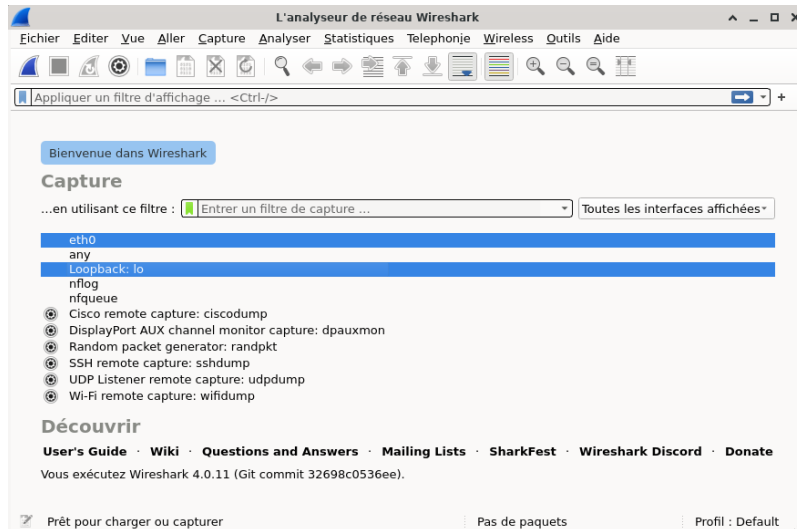 L'analyseur de réseau Wireshark
Fichier Editer Vue Aller Capture Analyser Statistiques Telephonie Wireless Outils Aide
Appliquer un filtre d'affichage ... <Ctrl-/>
+
Bienvenue dans Wireshark
Capture
...en utilisant ce filtre : Entrer un filtre de capture ... Toutes les interfaces affichées
eth0
any
Loopback: lo
nflog
nfqueue
Cisco remote capture: ciscodump
DisplayPort AUX channel monitor capture: dpauxmon
Random packet generator: randpkt
SSH remote capture: sshdump
UDP Listener remote capture: udpdump
Wi-Fi remote capture: wifidump
Découvrir
User's Guide · Wiki · Questions and Answers · Mailing Lists · SharkFest · Wireshark Discord · Donate
Vous exécutez Wireshark 4.0.11 (Git commit 32698c0536ee).
Prêt pour charger ou capturer Pas de paquets Profil : Default